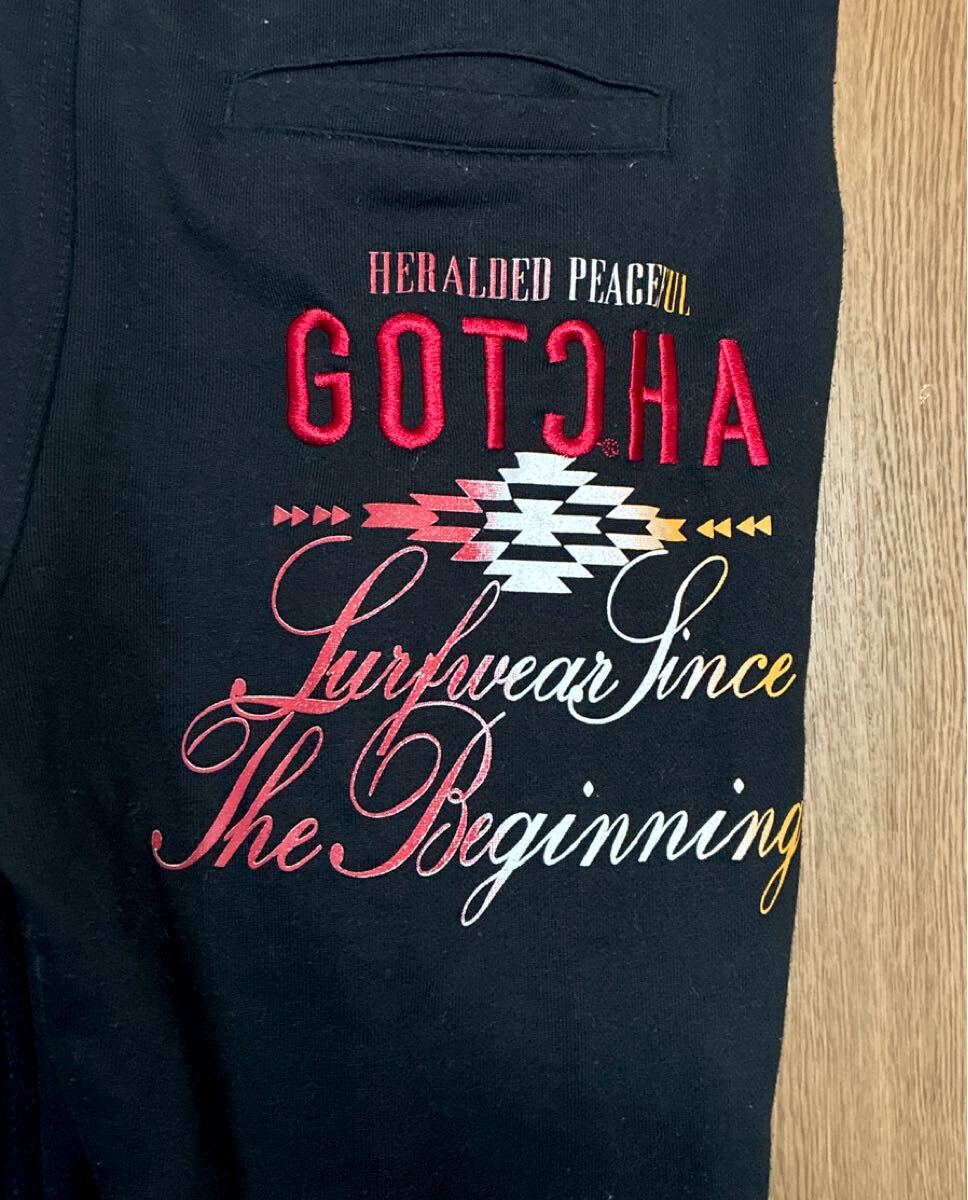 HERALDED PEACEFUL
GOTCHA®
Surfwear Since
The Beginning